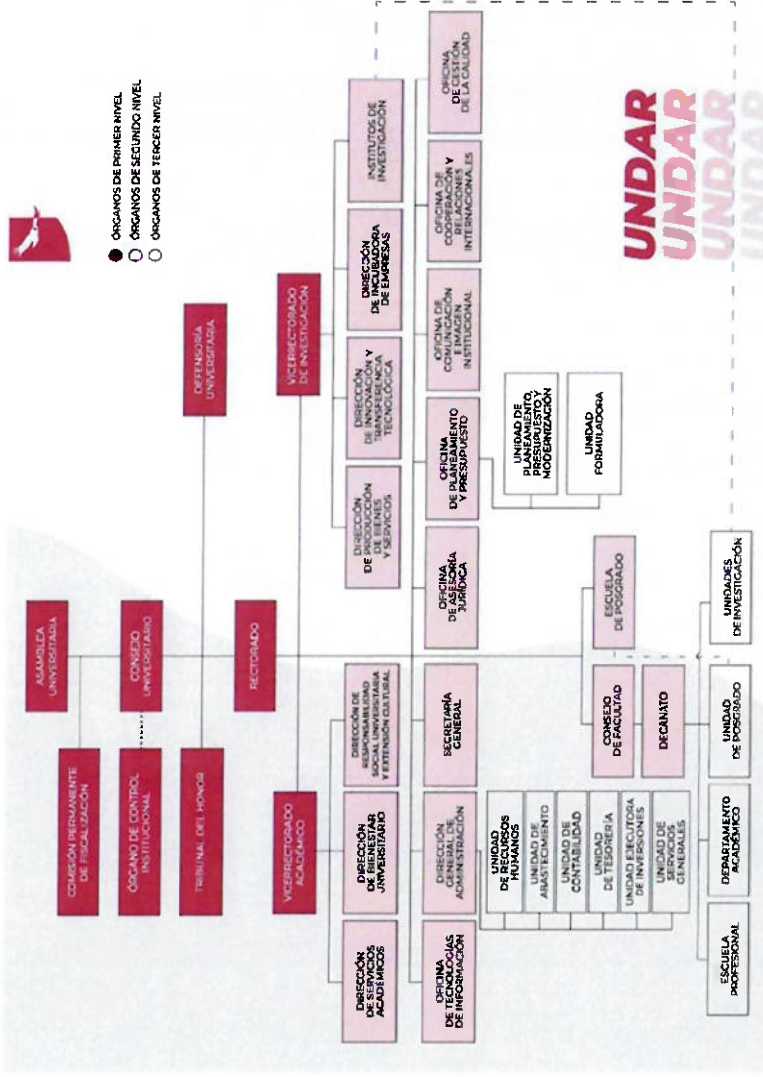 ÓRGANOS DE PRIMER NIVEL
ÓRGANOS DE SEGUNDO NIVEL
ÓRGANOS DE TERCER NIVEL
ASAMBLEA
UNIVERSITARIA
COMISIÓN PERMANENTE
DE FISCALIZACIÓN
CONSEJO
UNIVERSITARIO
ÓRGANO DE CONTROL
INSTITUCIONAL
TRIBUNAL DEL HONOR
DEFENSORÍA
UNIVERSITARIA
RECTORADO
VICERRECTORADO
ACADÉMICO
VICERRECTORADO
DE INVESTIGACIÓN
DIRECCIÓN
DE SERVICIOS
ACADÉMICOS
DIRECCIÓN
DE BIENESTAR
UNIVERSITARIO
DIRECCIÓN DE
RESPONSABILIDAD
SOCIAL UNIVERSITARIA
Y EXTENSIÓN CULTURAL
DIRECCIÓN
DE PRODUCCIÓN
DE BIENES
Y SERVICIOS
DIRECCIÓN
DE INNOVACIÓN Y
TRANSFERENCIA
TECNOLÓGICA
DIRECCIÓN
DE INCUBADORA
DE EMPRESAS
INSTITUTOS DE
INVESTIGACIÓN
OFICINA
DE TECNOLOGÍAS
DE INFORMACIÓN
DIRECCIÓN
GENERAL DE
ADMINISTRACIÓN
SECRETARÍA
GENERAL
OFICINA
DE ASESORÍA
JURÍDICA
OFICINA
DE PLANEAMIENTO
Y PRESUPUESTO
OFICINA DE
COMUNICACIÓN
E IMAGEN
INSTITUCIONAL
OFICINA DE
COOPERACIÓN Y
RELACIONES
INTERNACIONALES
OFICINA
DE GESTIÓN
DE LA CALIDAD
UNIDAD
DE RECURSOS
HUMANOS
UNIDAD DE
ABASTECIMIENTO
UNIDAD DE
CONTABILIDAD
UNIDAD
DE TESORERÍA
UNIDAD EJECUTORA
DE INVERSIONES
UNIDAD DE
SERVICIOS
GENERALES
UNIDAD DE
PLANEAMIENTO,
PRESUPUESTO Y
MODERNIZACIÓN
UNIDAD
FORMULADORA
CONSEJO
DE FACULTAD
ESCUELA
DE POSGRADO
DECANATO
ESCUELA
PROFESIONAL
DEPARTAMENTO
ACADÉMICO
UNIDAD
DE POSGRADO
UNIDADES
DE INVESTIGACIÓN
UNDAR
UNDAR
UNDAR
UNDAR